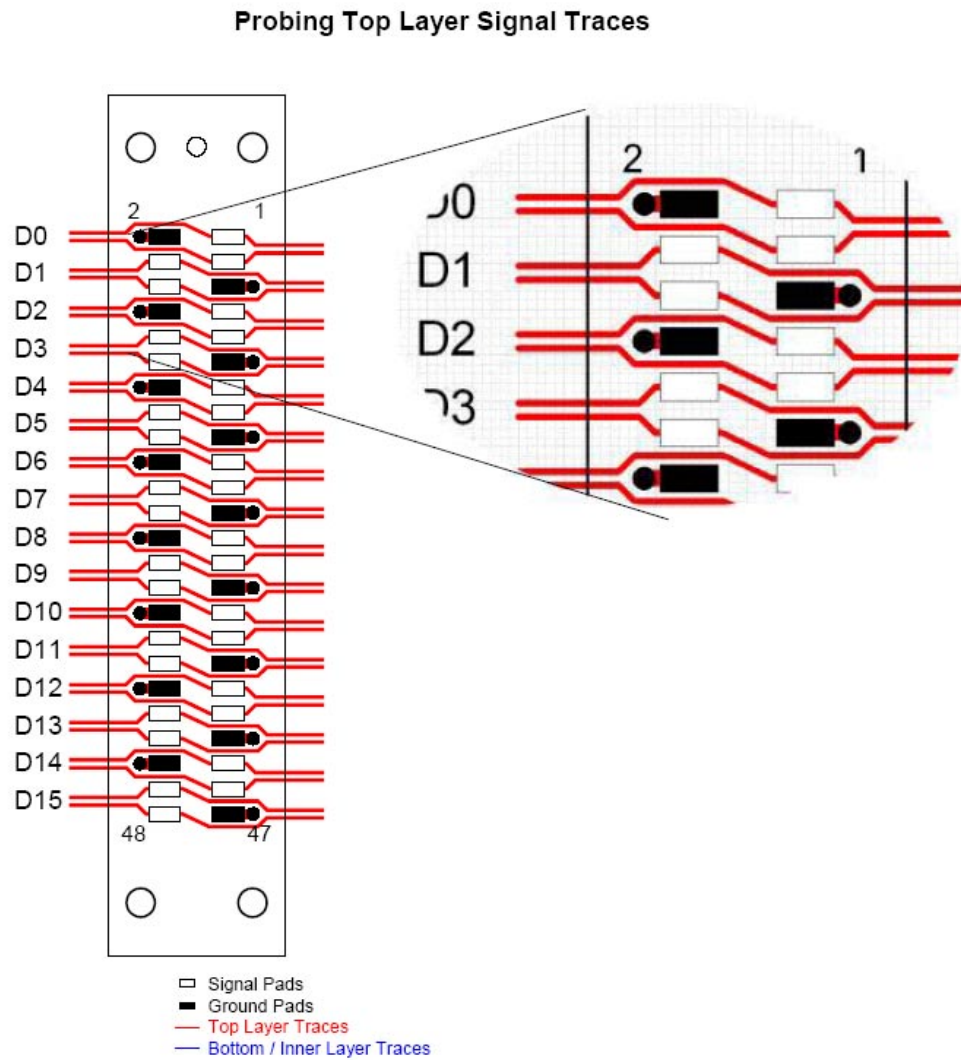 Probing Top Layer Signal Traces
2 1
D0
D1
D2
D3
D4
D5
D6
D7
D8
D9
D10
D11
D12
D13
D14
D15
48 47
2 1
0
D1
D2
3
Signal Pads
Ground Pads
Top Layer Traces
Bottom / Inner Layer Traces